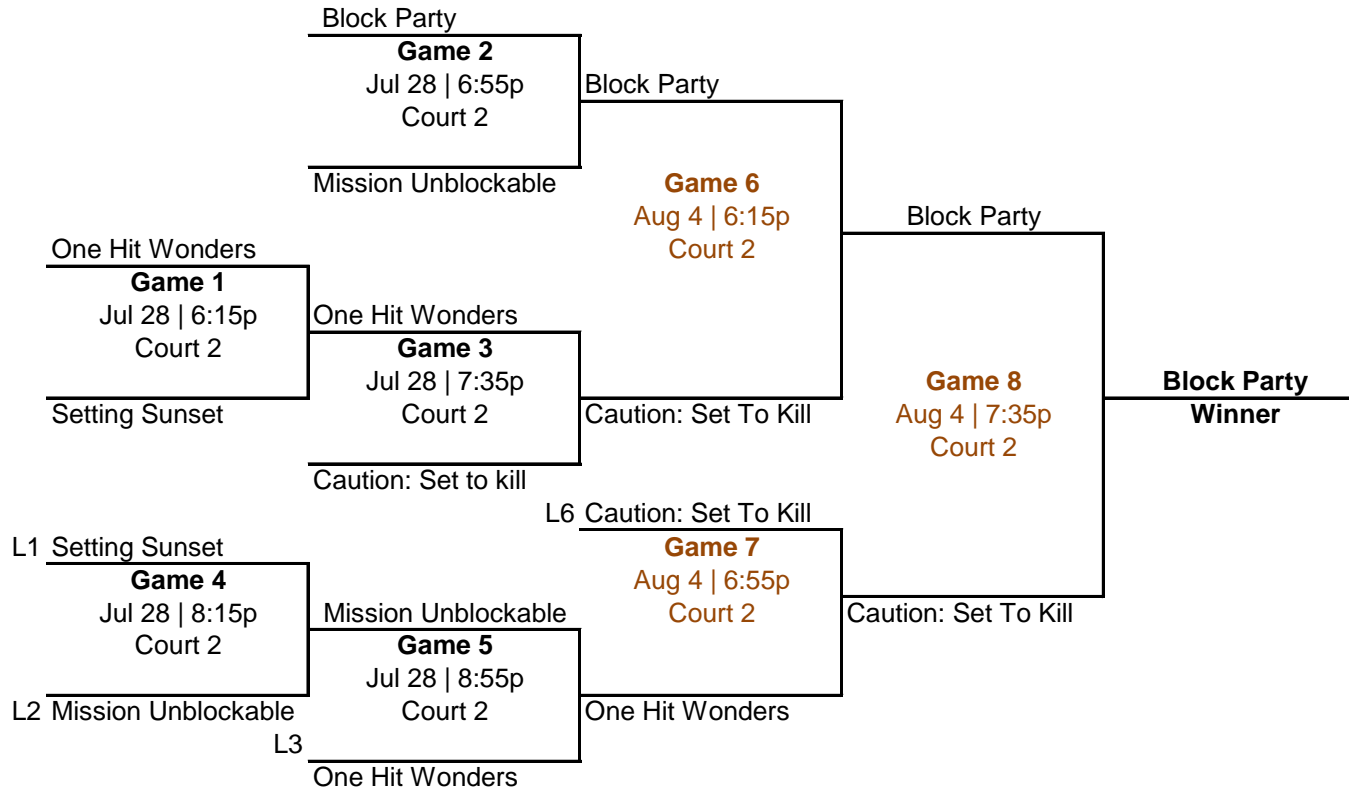 Block Party
Game 2
Jul 28 | 6:55p
Court 2
Mission Unblockable
Block Party
Game 6
Aug 4 | 6:15p
Court 2
Block Party
One Hit Wonders
Game 1
Jul 28 | 6:15p
Court 2
Setting Sunset
One Hit Wonders
Game 3
Jul 28 | 7:35p
Court 2
Caution: Set to kill
Caution: Set To Kill
Game 8
Aug 4 | 7:35p
Court 2
Block Party
Winner
L6 Caution: Set To Kill
Game 7
Aug 4 | 6:55p
Court 2
Caution: Set To Kill
L1 Setting Sunset
Game 4
Jul 28 | 8:15p
Court 2
L2 Mission Unblockable
Mission Unblockable
Game 5
Jul 28 | 8:55p
Court 2
L3
One Hit Wonders
One Hit Wonders